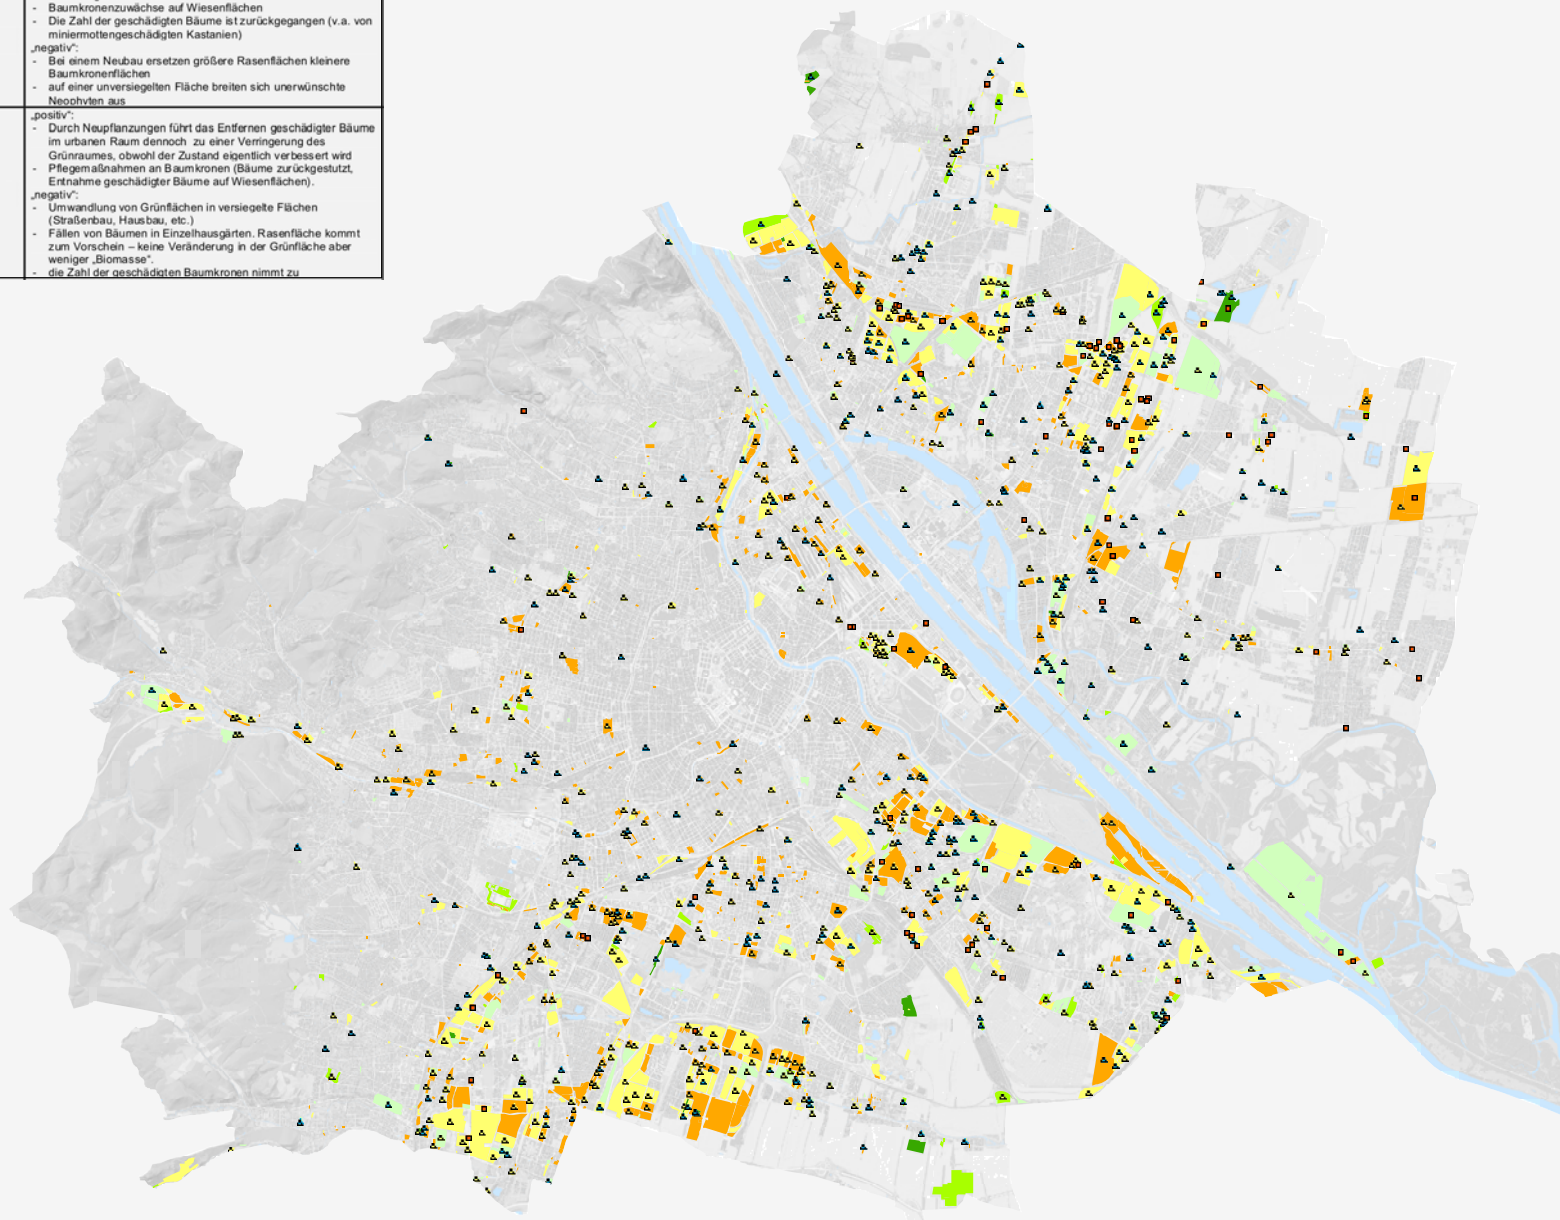 - Baumkronenzuwächse auf Wiesenflächen
- Die Zahl der geschädigten Bäume ist zurückgegangen (v.a. von
miniermottengeschädigten Kastanien)
„negativ“:
- Bei einem Neubau ersetzen größere Rasenflächen kleinere
Baumkronenflächen
- auf einer unversiegelten Fläche breiten sich unerwünschte
Neophyten aus
„positiv“:
- Durch Neupflanzungen führt das Entfernen geschädigter Bäume
im urbanen Raum dennoch zu einer Verringerung des
Grünraumes, obwohl der Zustand eigentlich verbessert wird
- Pflegemaßnahmen an Baumkronen (Bäume zurückgestutzt,
Entnahme geschädigter Bäume auf Wiesenflächen).
„negativ“:
- Umwandlung von Grünflächen in versiegelte Flächen
(Straßenbau, Hausbau, etc.)
- Fällen von Bäumen in Einzelhausgärten. Rasenfläche kommt
zum Vorschein – keine Veränderung in der Grünfläche aber
weniger „Biomasse“.
- die Zahl der geschädigten Baumkronen nimmt zu